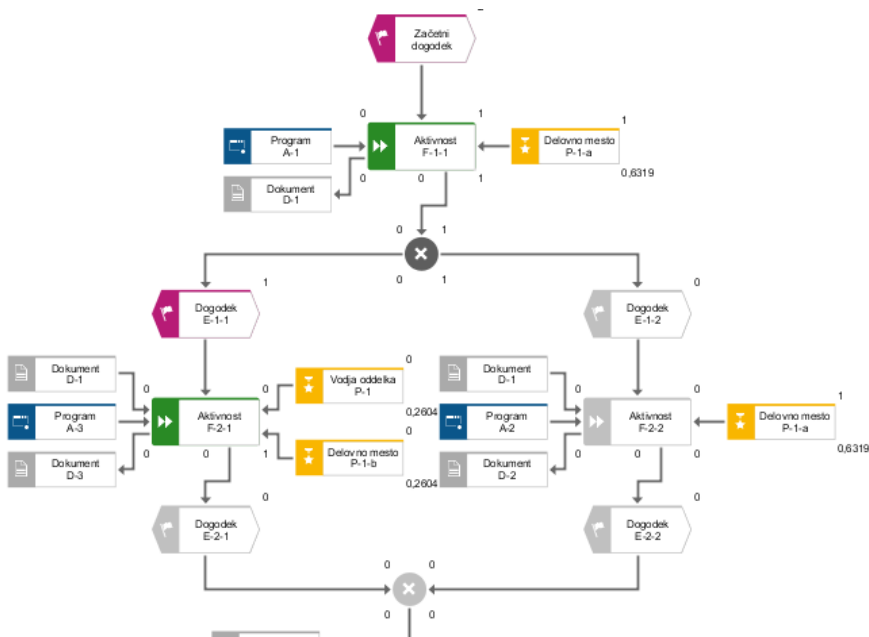 Začetni
dogodek
0 1
1
Program
A-1
Aktivnost
F-1-1
Delovno mesto
P-1-a
0 0 1
0,6319
Dokument
D-1
0 1
0 1
1
0
Dogodek
E-1-1
Dogodek
E-1-2
Dokument
D-1
0 0
Vodja oddelka
P-1
0
Dokument
D-1
0 0
1
0,2604
Program
A-3
Aktivnost
F-2-1
0
Program
A-2
Aktivnost
F-2-2
Delovno mesto
P-1-a
0 0 1
Delovno mesto
P-1-b
0 0 0
0,6319
Dokument
D-3
0,2604
Dokument
D-2
0
0
Dogodek
E-2-1
Dogodek
E-2-2
0 0
0 0